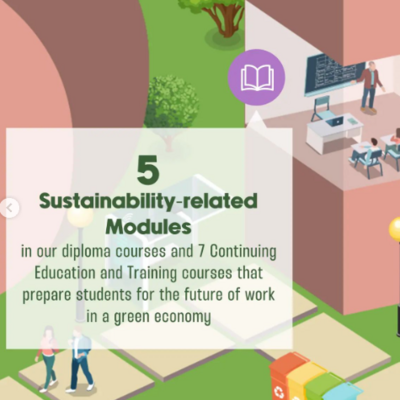 5
Sustainability-related
Modules
in our diploma courses and 7 Continuing
Education and Training courses that
prepare students for the future of work
in a green economy